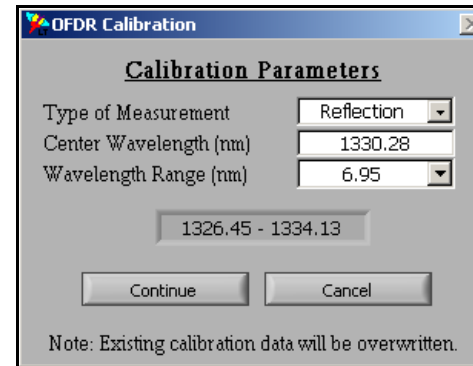 OFDR Calibration
Calibration Parameters
Type of Measurement Reflection
Center Wavelength (nm) 1330.28
Wavelength Range (nm) 6.95
1326.45 - 1334.13
Continue Cancel
Note: Existing calibration data will be overwritten.